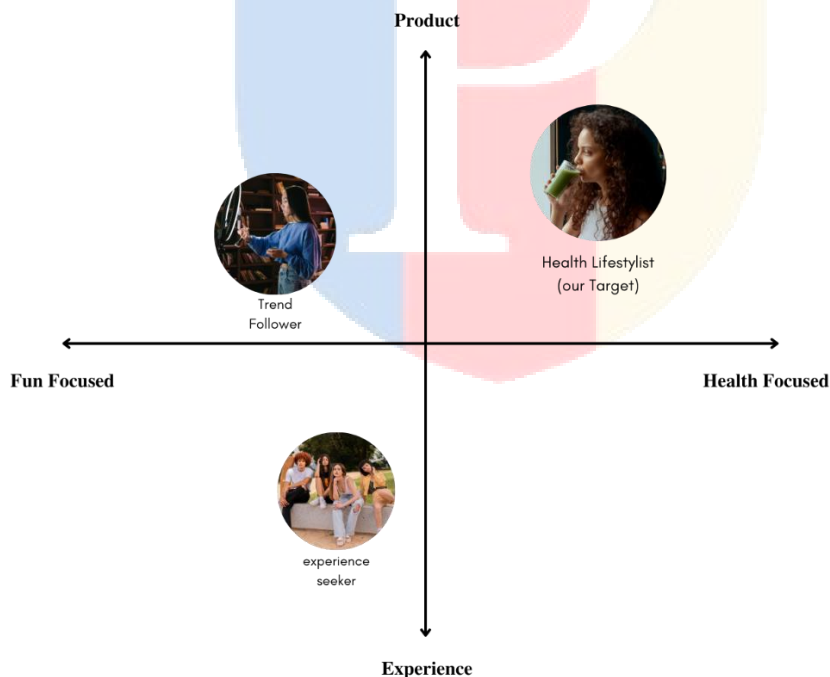 Product
Health Lifestylist
(our Target)
Trend
Follower
Fun Focused
Health Focused
experience
seeker
Experience